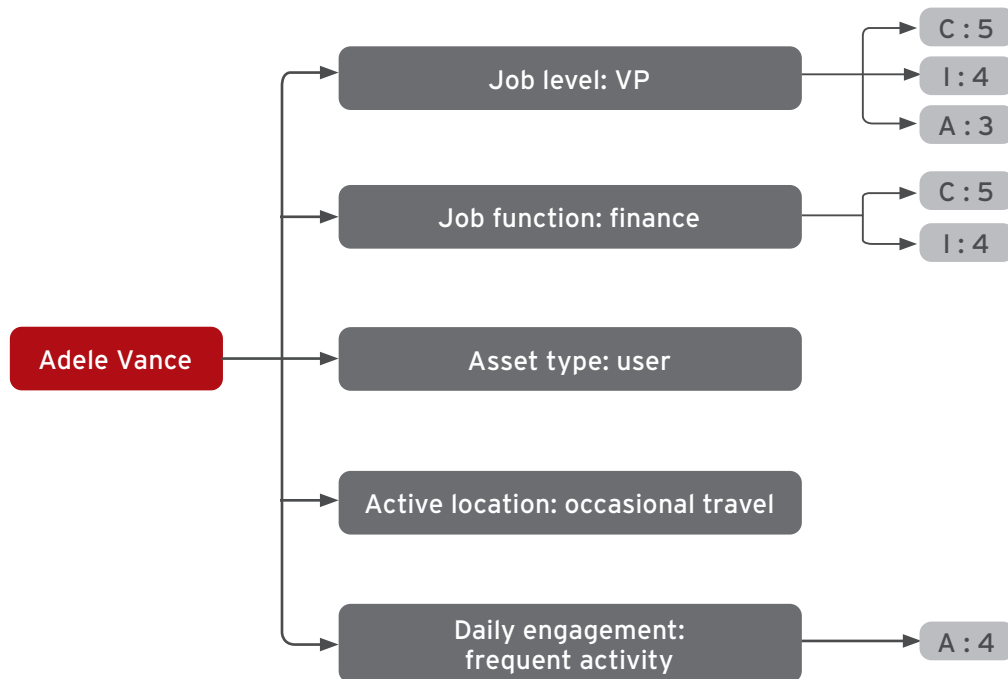 C : 5
Job level: VP
I : 4
A : 3
Job function: finance
C : 5
I : 4
Adele Vance
Asset type: user
Active location: occasional travel
Daily engagement:
frequent activity
A : 4